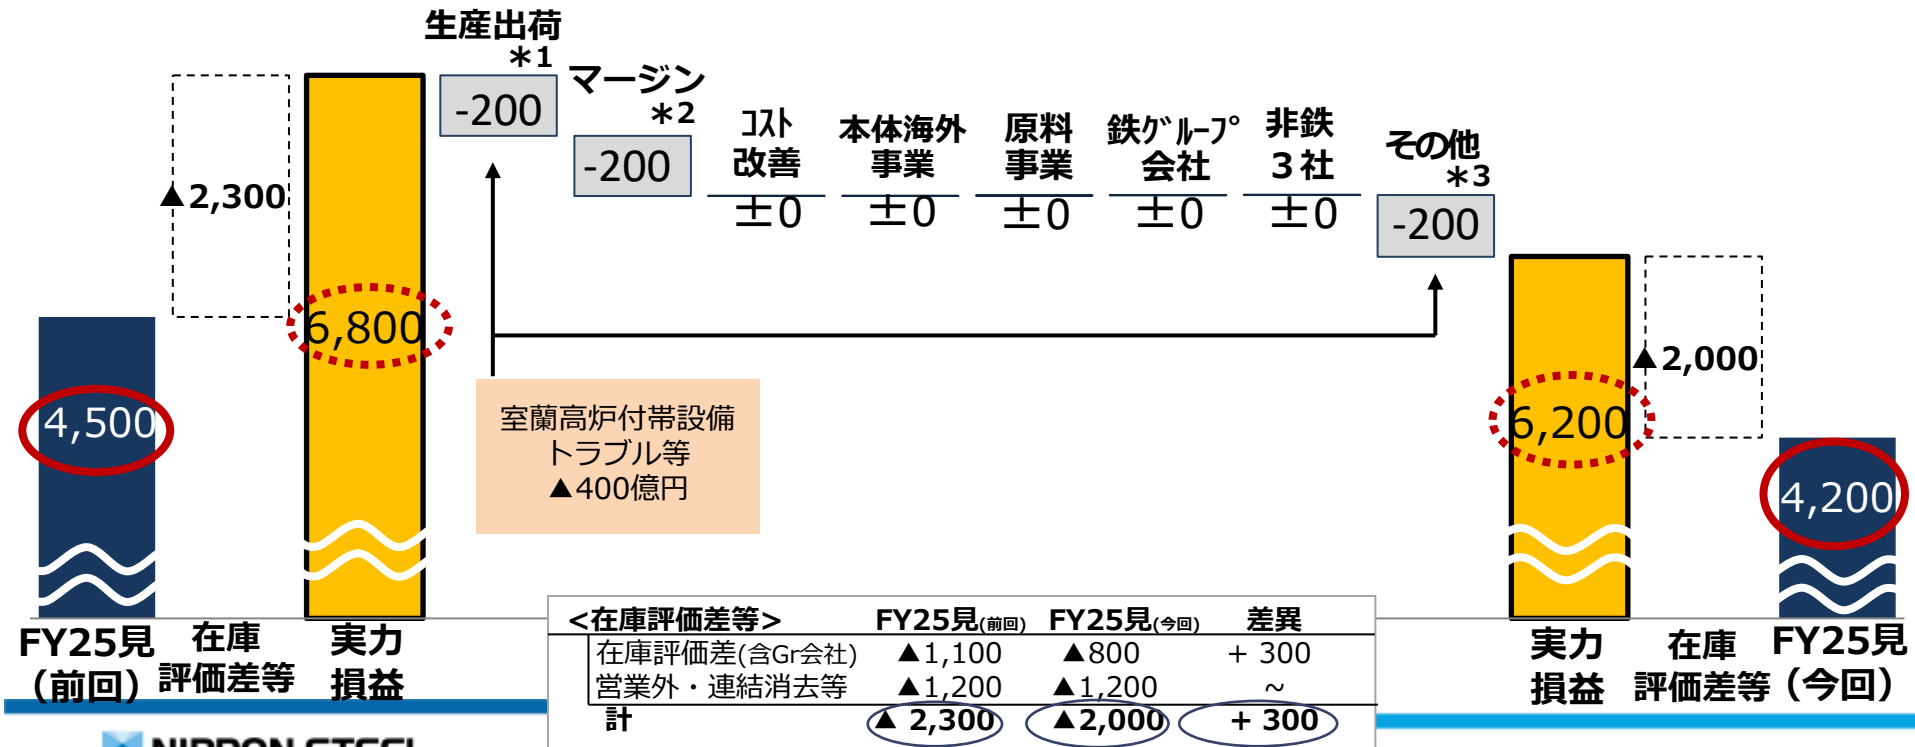 生産出荷
＊1
マージン
＊2
コスト
改善
本体海外
事業
原料
事業
鉄グループ
会社
非鉄
３社
その他
＊3
-200
-200
±0
±0
±0
±0
±0
-200
▲2,300
6,800
4,500
室蘭高炉付帯設備
トラブル等
▲400億円
6,200
▲2,000
4,200
FY25見
（前回）
在庫
評価差等
実力
損益
実力
損益
在庫
評価差等
FY25見
（今回）
<在庫評価差等> FY25見(前回) FY25見(今回) 差異
在庫評価差(含Gr会社) ▲1,100 ▲800 + 300
営業外・連結消去等 ▲1,200 ▲1,200 ～
計 ▲ 2,300 ▲2,000 + 300
NIPPON STEEL